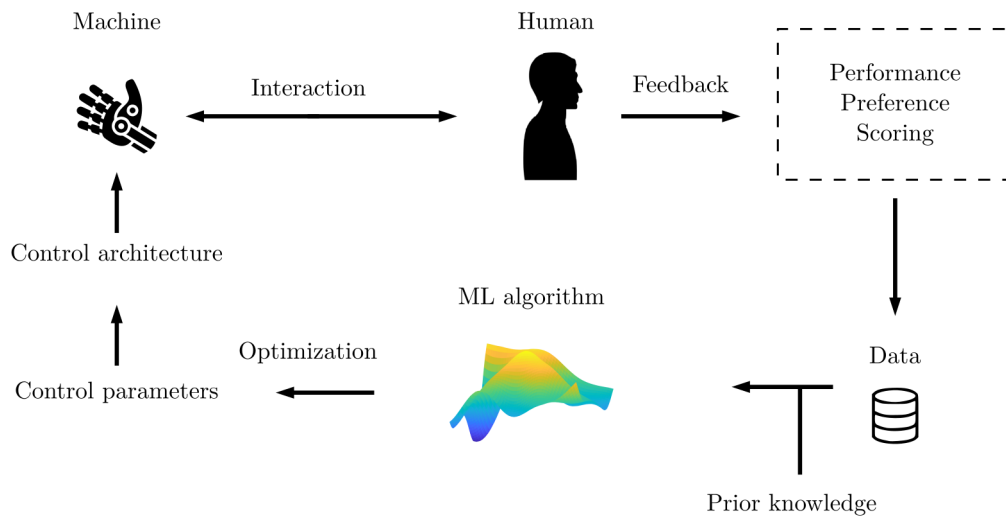 Machine
Human
Interaction
Feedback
Performance
Preference
Scoring
Control architecture
ML algorithm
Optimization
Data
Control parameters
Prior knowledge